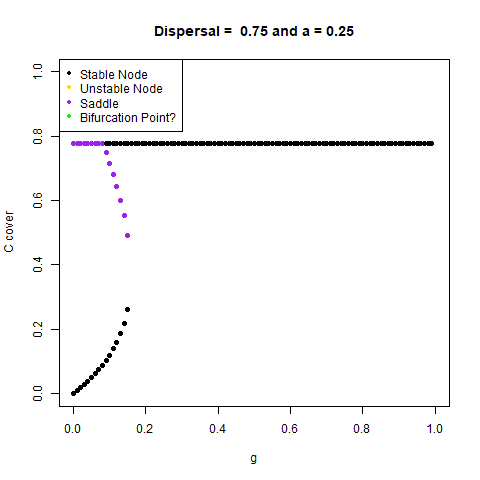 Dispersal =  0.75 and a = 0.25
Stable Node
Unstable Node
Saddle
Bifurcation Point?
C cover
1.0
0.8
0.6
0.4
0.2
0.0
0.0 0.2 0.4 0.6 0.8 1.0
g